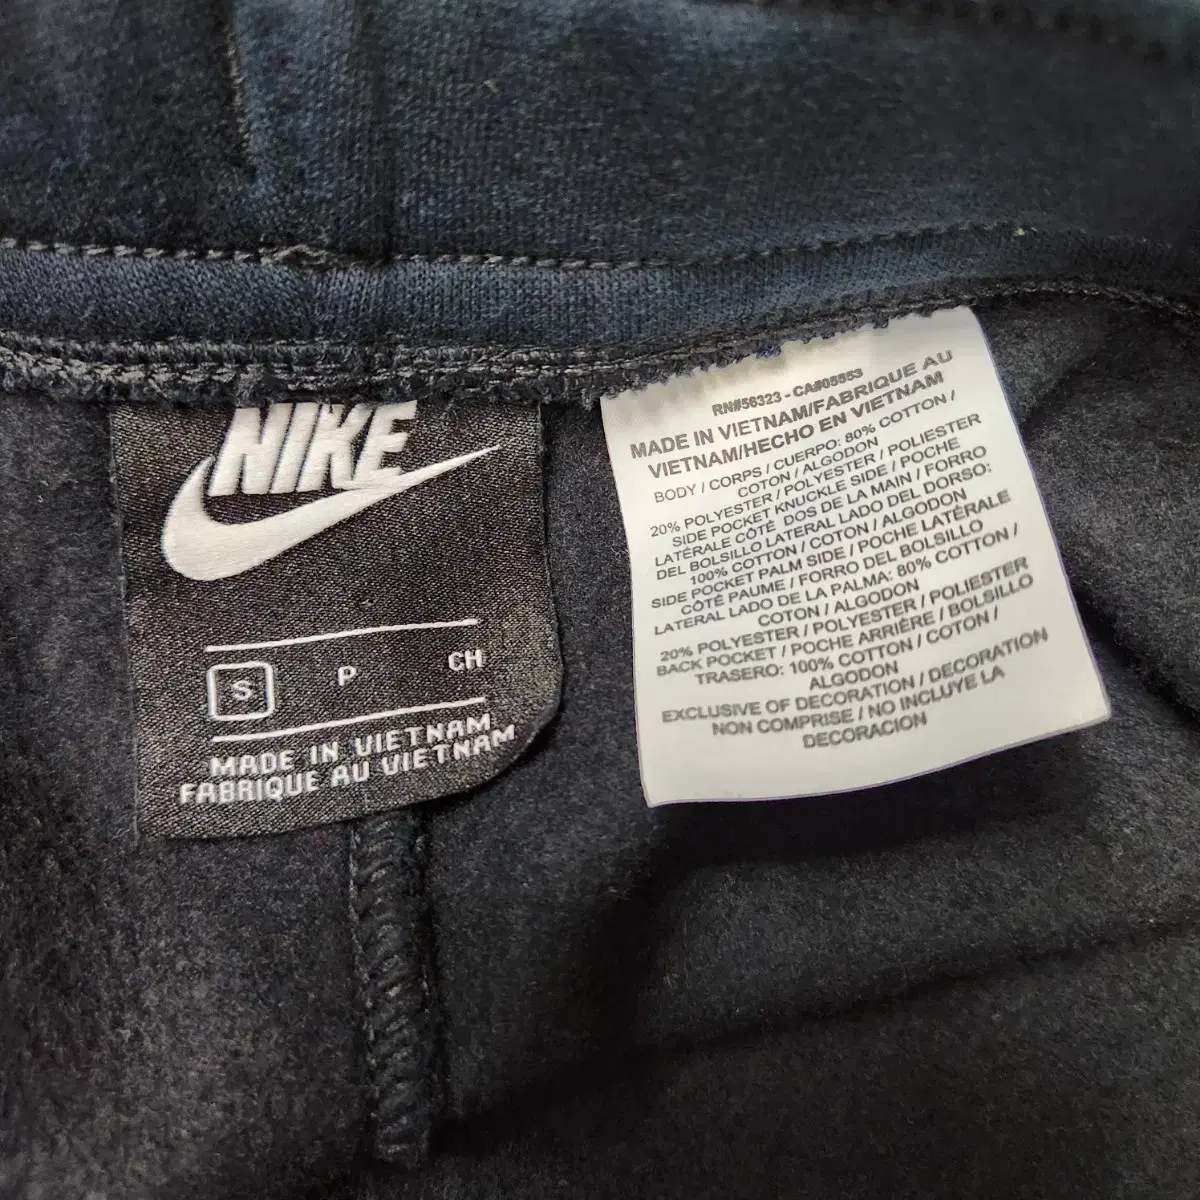 NIKE
S P CH
MADE IN VIETNAM
FABRIQUE AU VIETNAM
RN#56323 - CA#05553
MADE IN VIETNAM/FABRIQUE AU
VIETNAM/HECHO EN VIETNAM
BODY / CORPS / CUERPO: 80% COTTON /
COTON / ALGODON
20% POLYESTER / POLYESTER / POLIESTER
SIDE POCKET KNUCKLE SIDE / POCHE
LATÉRALE CÔTÉ DOS DE LA MAIN / FORRO
DEL BOLSILLO LATERAL LADO DEL DORSO:
100% COTTON / COTON / ALGODON
SIDE POCKET PALM SIDE / POCHE LATÉRALE
CÔTÉ PAUME / FORRO DEL BOLSILLO
LATERAL LADO DE LA PALMA: 80% COTTON /
COTON / ALGODON
20% POLYESTER / POLYESTER / POLIESTER
BACK POCKET / POCHE ARRIÈRE / BOLSILLO
TRASERO: 100% COTTON / COTON /
ALGODON
EXCLUSIVE OF DECORATION / DECORATION
NON COMPRISE / NO INCLUYE LA
DECORACION